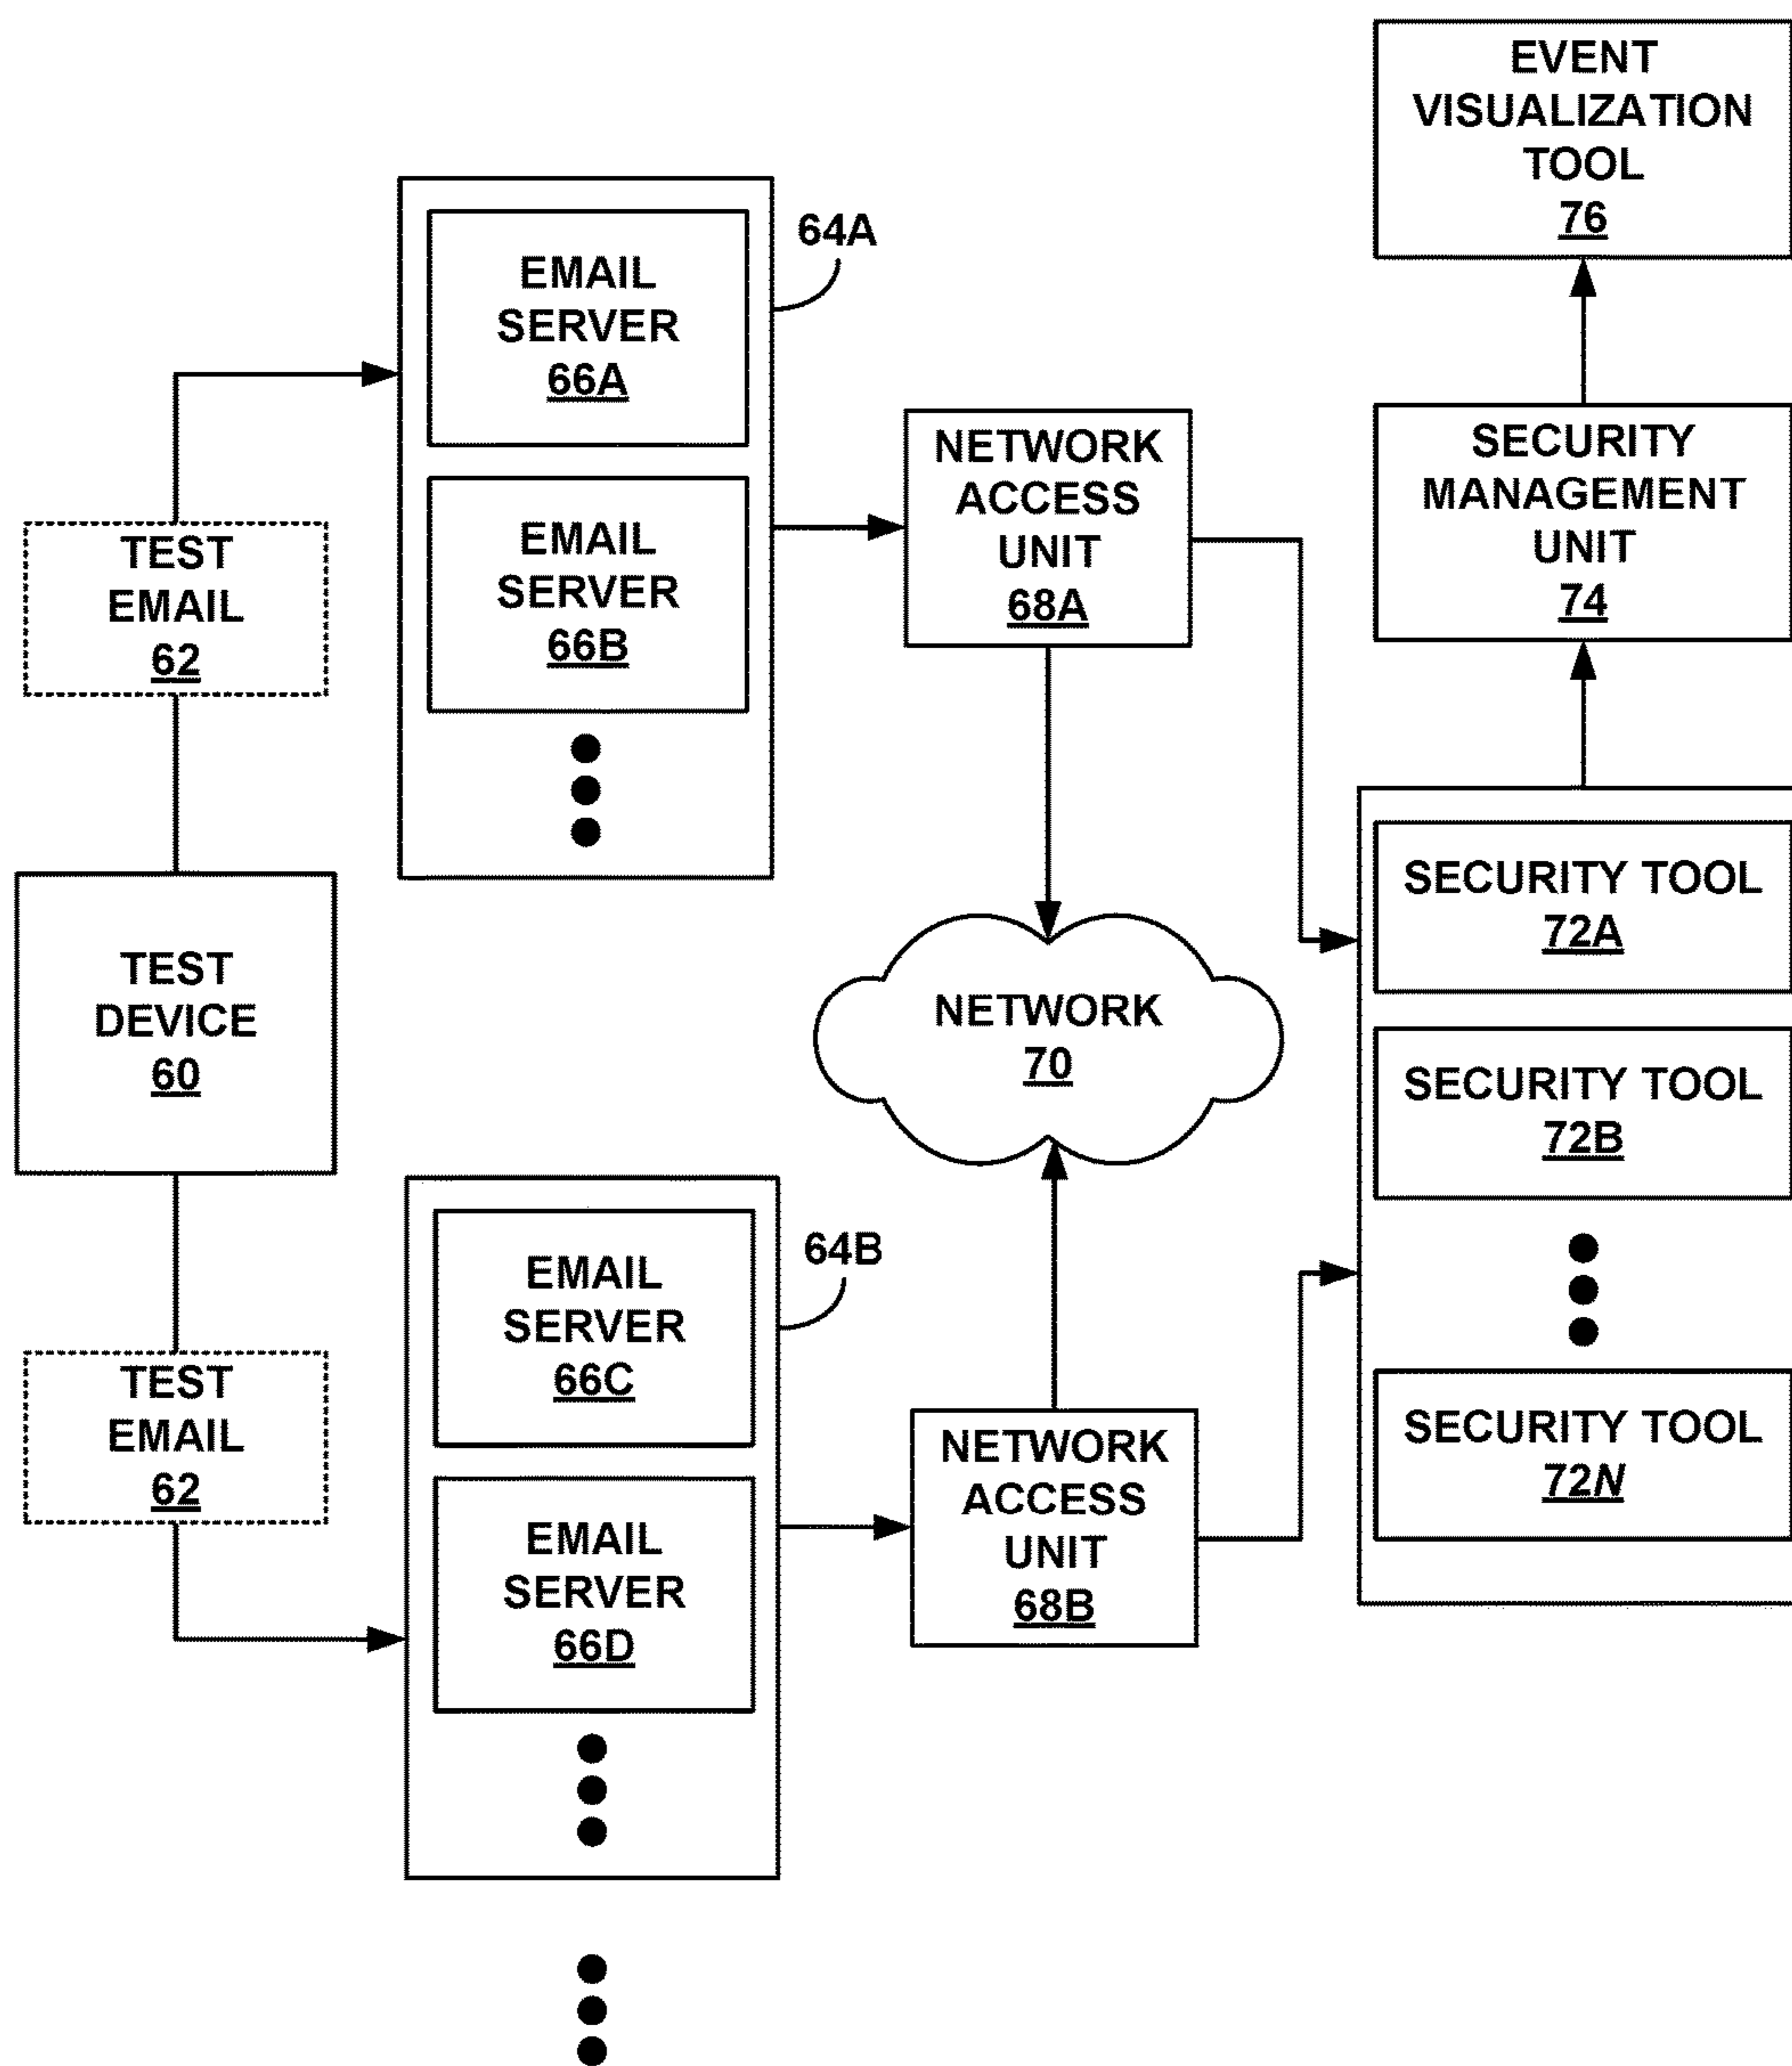 EVENT
VISUALIZATION
TOOL
76
64A
EMAIL
SERVER
66A
NETWORK
ACCESS
UNIT
68A
SECURITY
MANAGEMENT
UNIT
74
TEST
EMAIL
62
EMAIL
SERVER
66B
SECURITY TOOL
72A
TEST
DEVICE
60
NETWORK
70
SECURITY TOOL
72B
64B
EMAIL
SERVER
66C
TEST
EMAIL
62
NETWORK
ACCESS
UNIT
68B
SECURITY TOOL
72N
EMAIL
SERVER
66D